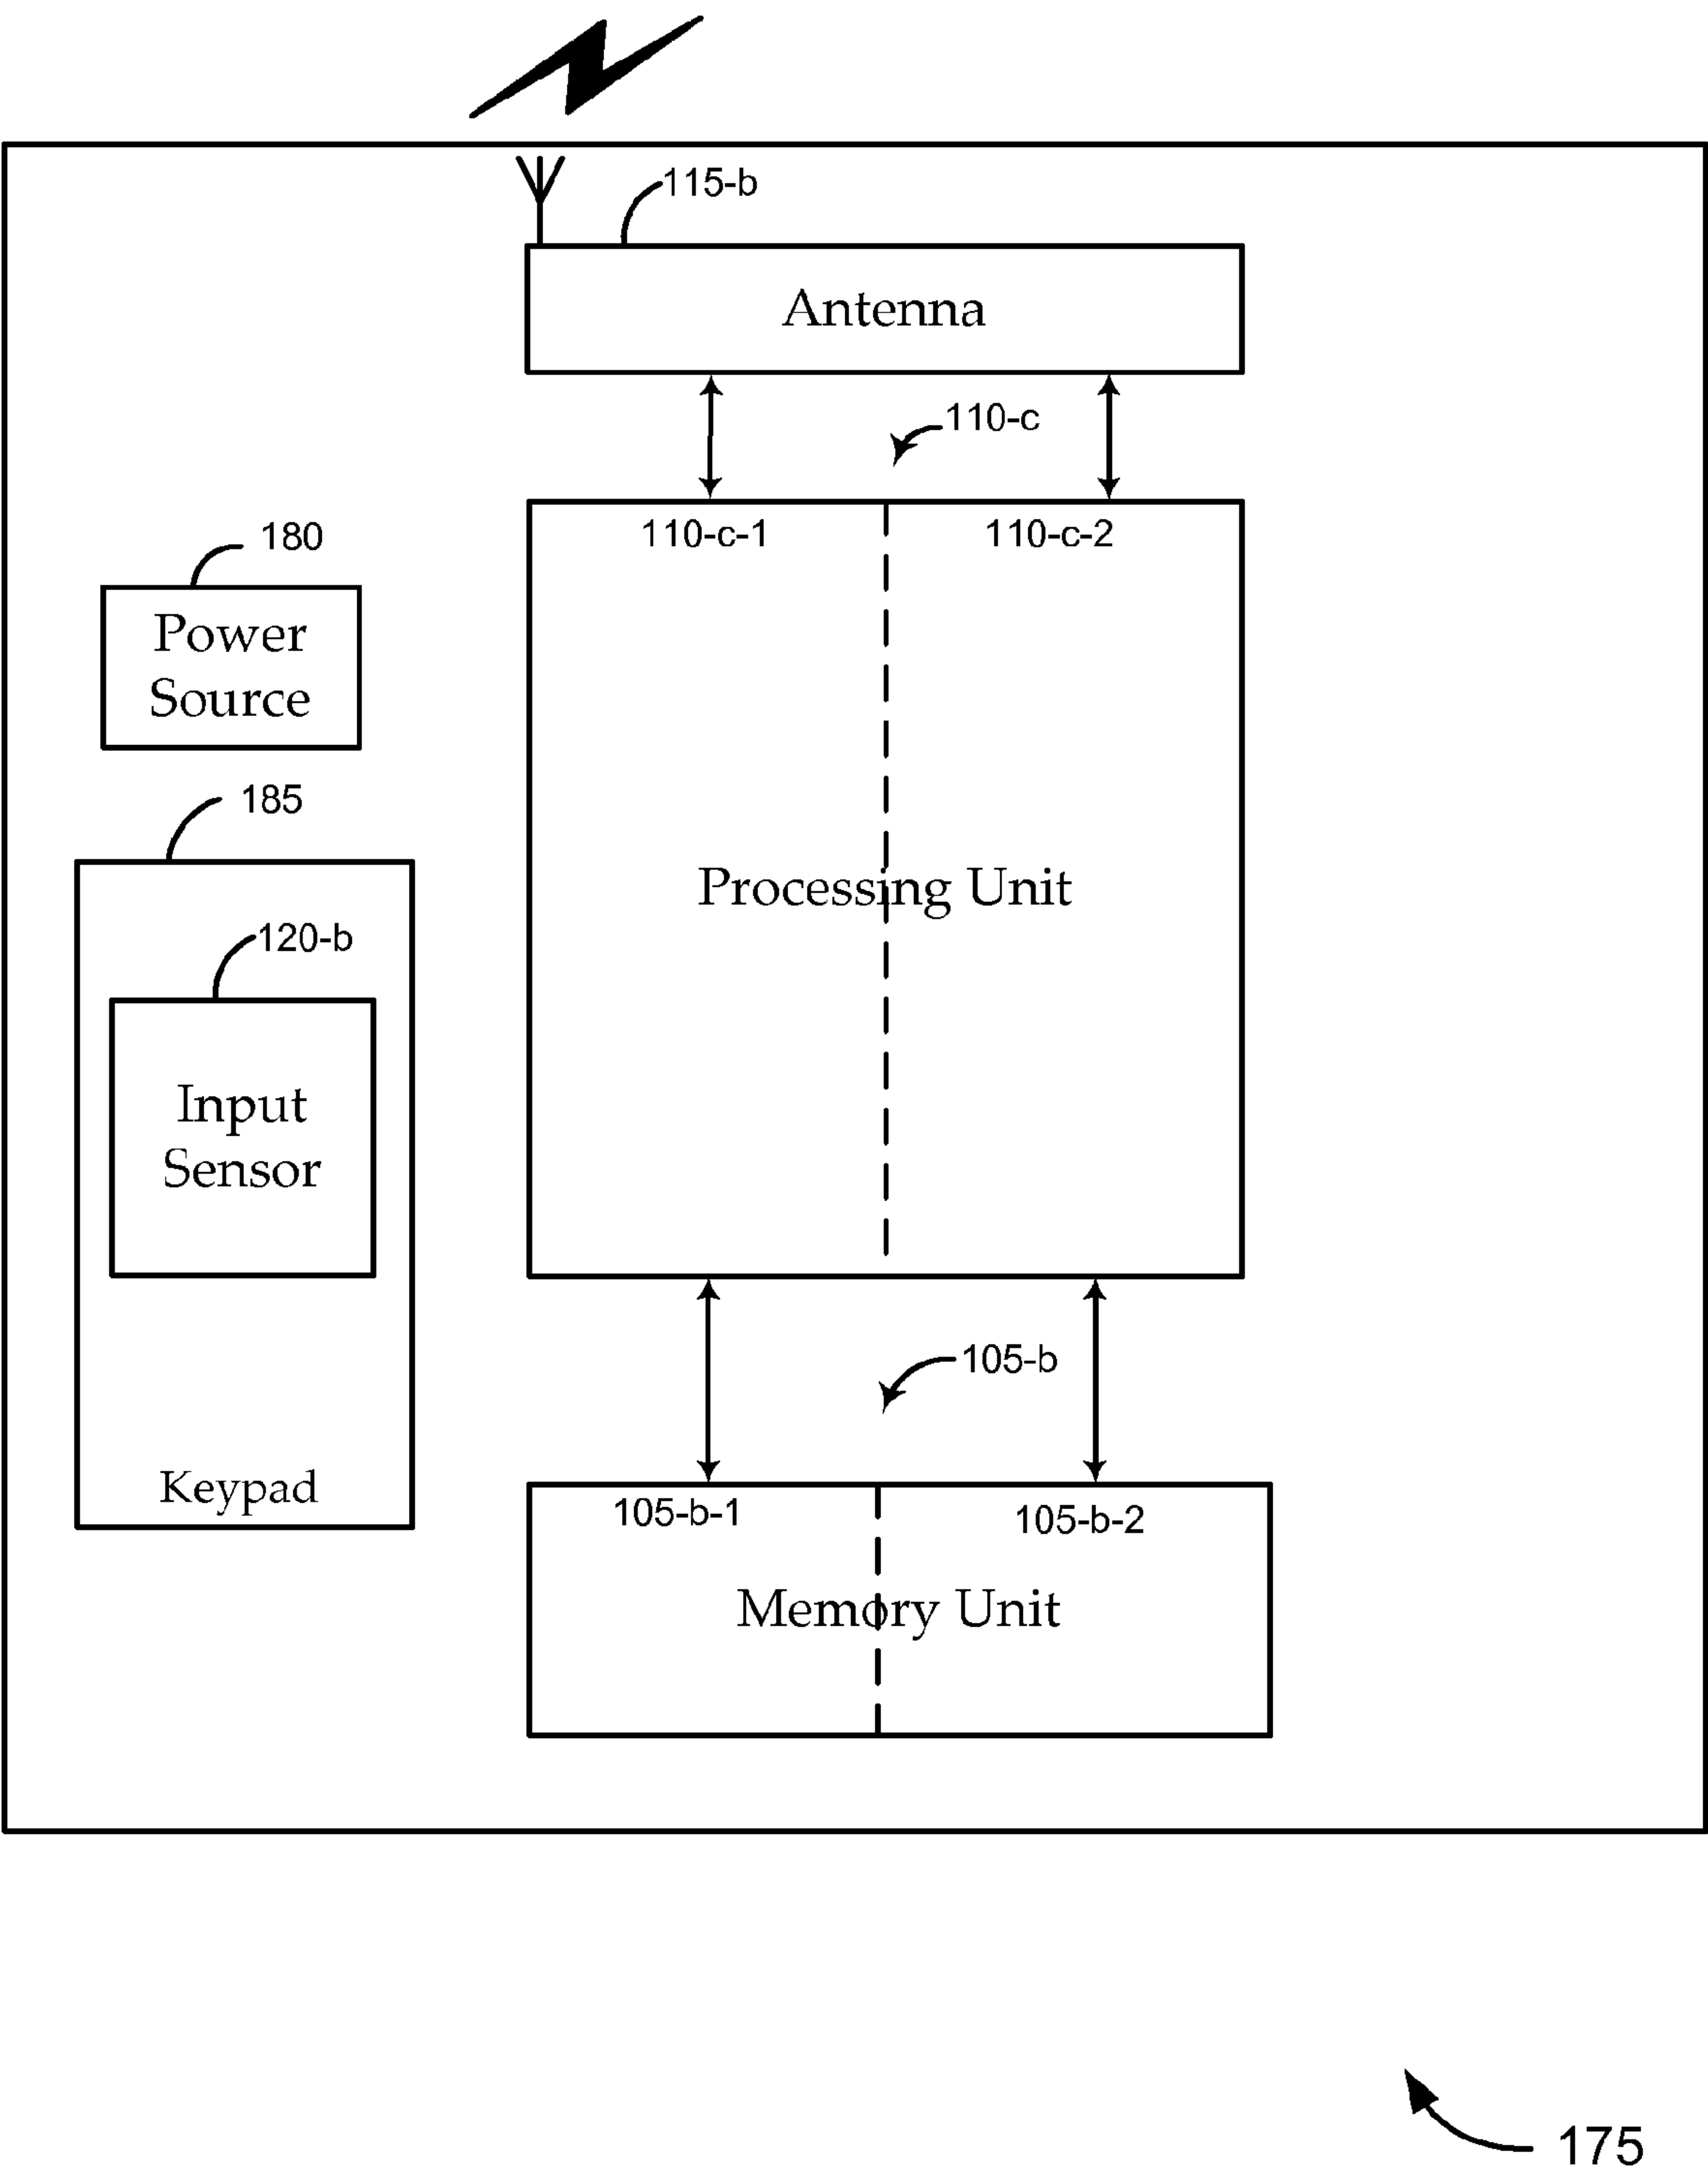 115-b
Antenna
110-c
110-c-1
110-c-2
180
Power
Source
185
Processing Unit
120-b
Input
Sensor
105-b
Keypad
105-b-1
105-b-2
Memory Unit
175